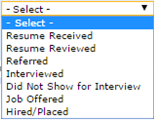 - Select -
- Select -
Resume Received
Resume Reviewed
Referred
Interviewed
Did Not Show for Interview
Job Offered
Hired/Placed